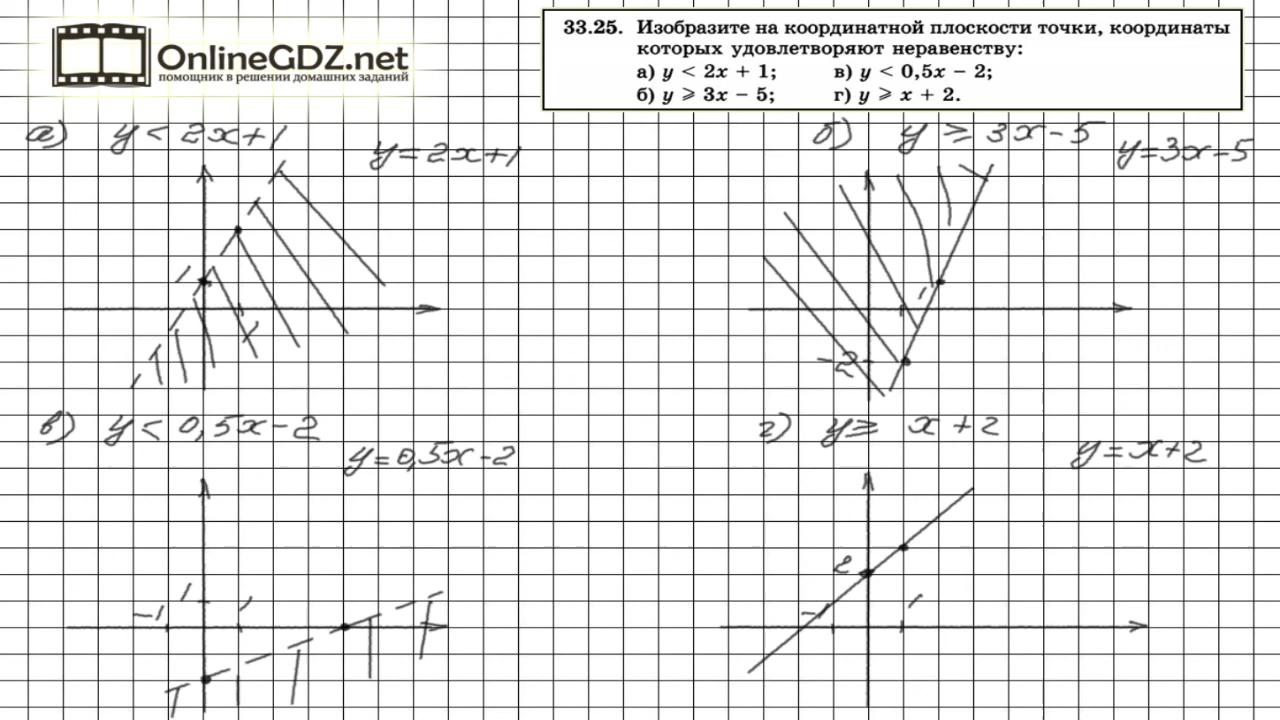 OnlineGDZ.net
помощник в решении домашних заданий
33.25. Изобразите на координатной плоскости точки, координаты
которых удовлетворяют неравенству:
а) y < 2x + 1; в) y < 0,5x − 2;
б) y ⩾ 3x − 5; г) y ⩾ x + 2.
а) y < 2x+1
y=2x+1
1
1
б) y ≥ 3x-5
y=3x-5
1
-2
в) y < 0,5x-2
y=0,5x-2
-1 1 1
г) y ≥ x+2
y=x+2
2
-1 1